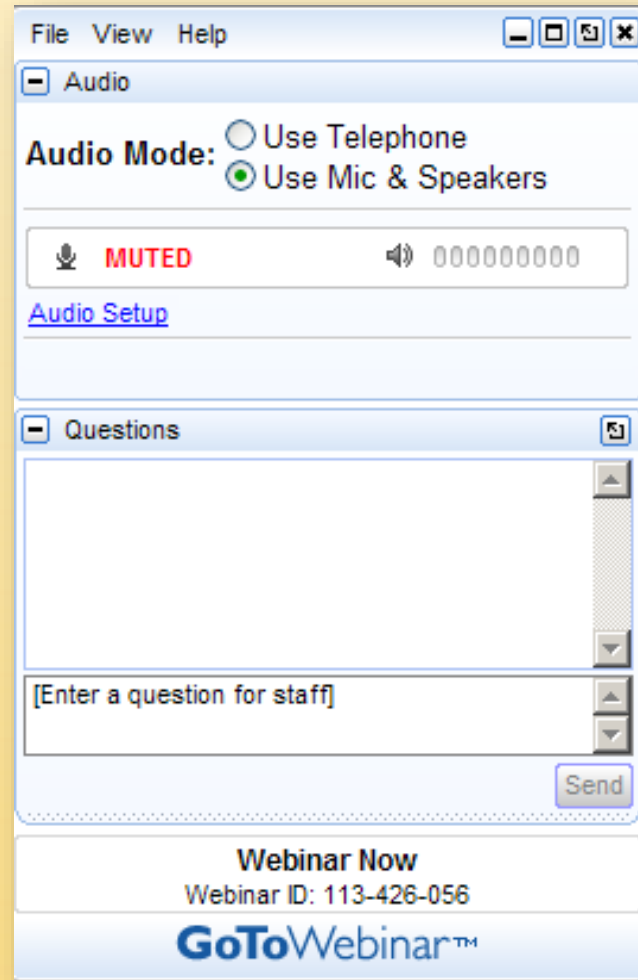 File View Help
Audio
Audio Mode: Use Telephone
Use Mic & Speakers
MUTED 000000000
Audio Setup
Questions
[Enter a question for staff]
Send
Webinar Now
Webinar ID: 113-426-056
GoToWebinar™